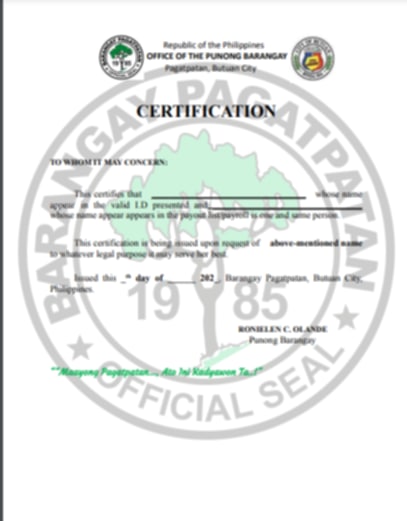 Republic of the Philippines
OFFICE OF THE PUNONG BARANGAY
Pagatpatan, Butuan City
CERTIFICATION
TO WHOM IT MAY CONCERN:
This certifies that ____________________ whose name
appear in the valid I.D presented and ____________________
whose name appear appears in the payout list/payroll is one and same person.
This certification is being issued upon request of above-mentioned name
to whatever legal purpose it may serve her best.
Issued this _th day of ______ 202_, Barangay Pagatpatan, Butuan City,
Philippines.
RONIELEN C. OLANDE
Punong Barangay
""Maayong Pagatpatan..., Ato Ini Kadyawon Ta..!"
BARANGAY PAGATPATAN
1985
OFFICIAL SEAL